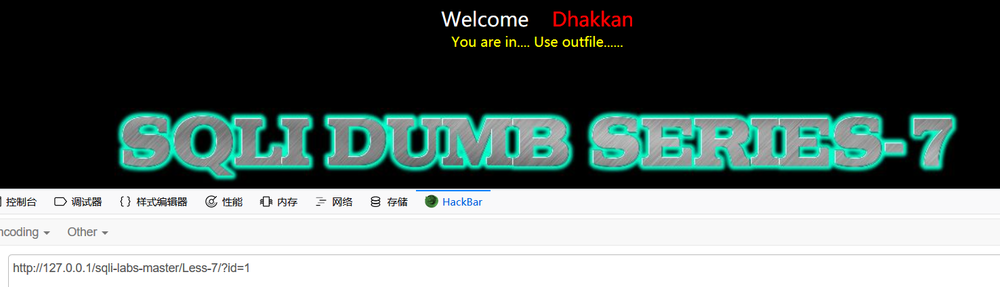 Welcome Dhakkan
You are in.... Use outfile......
SQLI DUMB SERIES-7
控制台 调试器 { } 样式编辑器 性能 内存 网络 存储 HackBar
ncoding Other
http://127.0.0.1/sqli-labs-master/Less-7/?id=1